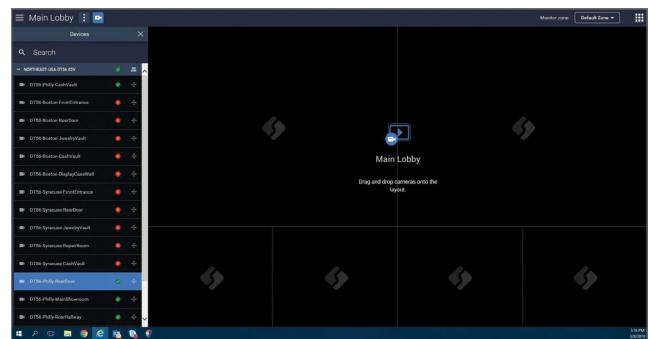 Main Lobby
Monitor zone: Default Zone
Devices
Search
NORTHEAST-USA-DT56-02V
DT56-Philly-CashVault
DT56-Boston-FrontEntrance
DT56-Boston-RearDoor
DT56-Boston-JewelryVault
DT56-Boston-CashVault
DT56-Boston-DisplayCaseWall
DT56-Syracuse-FrontEntrance
DT56-Syracuse-RearDoor
DT56-Syracuse-JewelryVault
DT56-Syracuse-RepairRoom
DT56-Syracuse-CashVault
DT56-Philly-RearDoor
DT56-Philly-MainShowroom
DT56-Philly-RearHallway
Main Lobby
Drag and drop cameras onto the
layout.